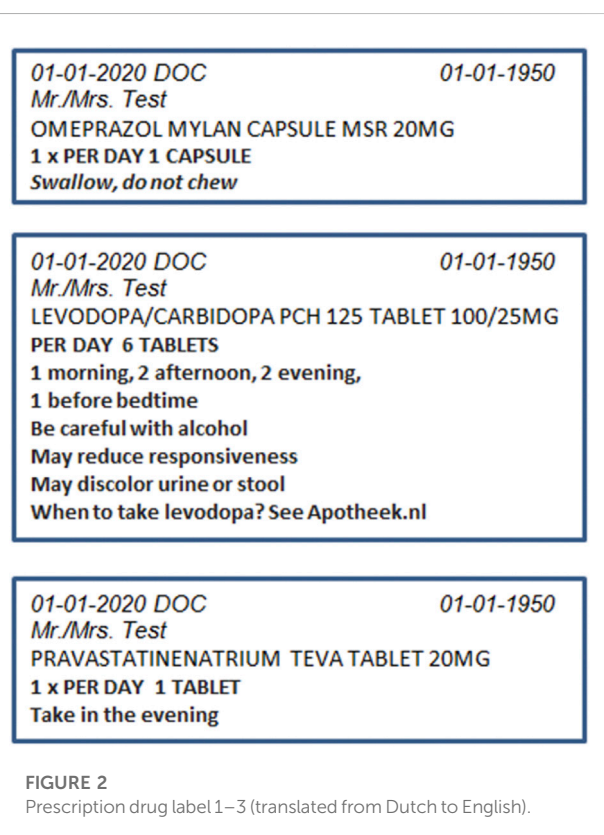 01-01-2020 DOC 01-01-1950
Mr./Mrs. Test
OMEPRAZOL MYLAN CAPSULE MSR 20MG
1 x PER DAY 1 CAPSULE
Swallow, do not chew
01-01-2020 DOC 01-01-1950
Mr./Mrs. Test
LEVODOPA/CARBIDOPA PCH 125 TABLET 100/25MG
PER DAY 6 TABLETS
1 morning, 2 afternoon, 2 evening,
1 before bedtime
Be careful with alcohol
May reduce responsiveness
May discolor urine or stool
When to take levodopa? See Apotheek.nl
01-01-2020 DOC 01-01-1950
Mr./Mrs. Test
PRAVASTATINENATRIUM TEVA TABLET 20MG
1 x PER DAY 1 TABLET
Take in the evening
FIGURE 2
Prescription drug label 1–3 (translated from Dutch to English).